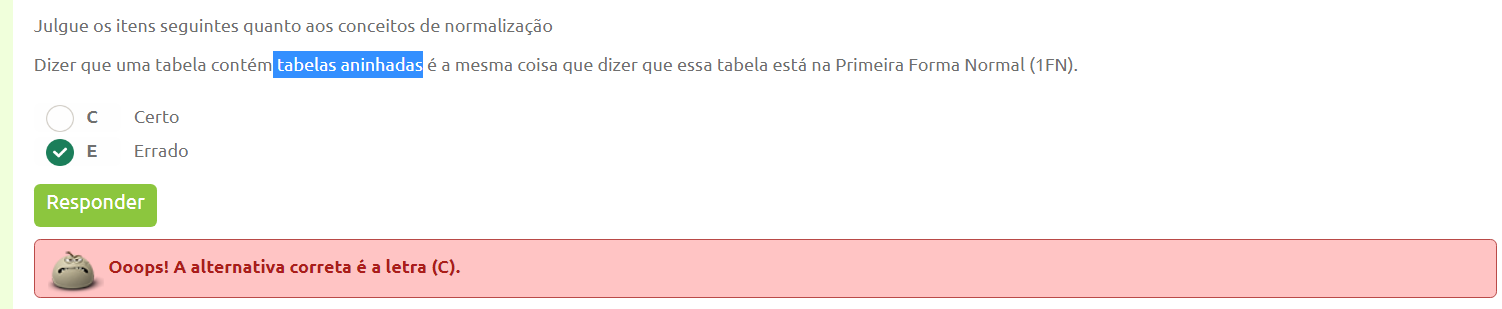 Julgue os itens seguintes quanto aos conceitos de normalização
Dizer que uma tabela contém tabelas aninhadas é a mesma coisa que dizer que essa tabela está na Primeira Forma Normal (1FN).
C Certo
E Errado
Responder
Ooops! A alternativa correta é a letra (C).